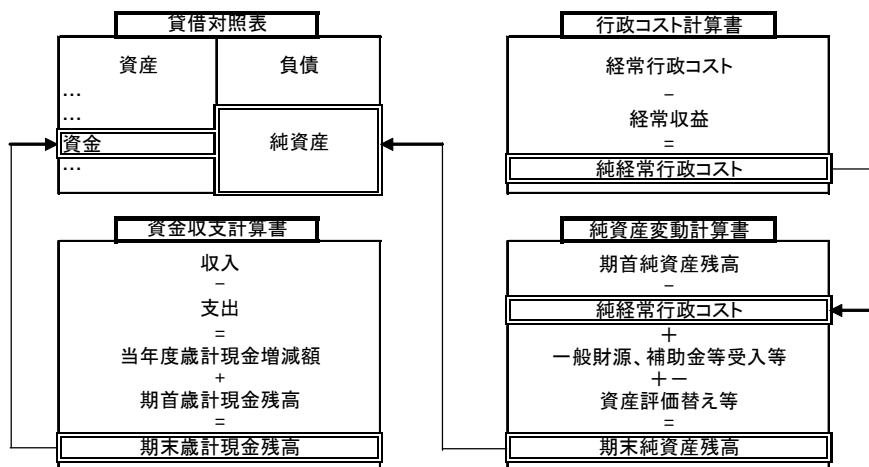 貸借対照表
資産
負債
…
…
資金
純資産
…
行政コスト計算書
経常行政コスト
−
経常収益
=
純経常行政コスト
資金収支計算書
収入
−
支出
=
当年度歳計現金増減額
+
期首歳計現金残高
=
期末歳計現金残高
純資産変動計算書
期首純資産残高
−
純経常行政コスト
＋
一般財源、補助金等受入等
＋−
資産評価替え等
=
期末純資産残高